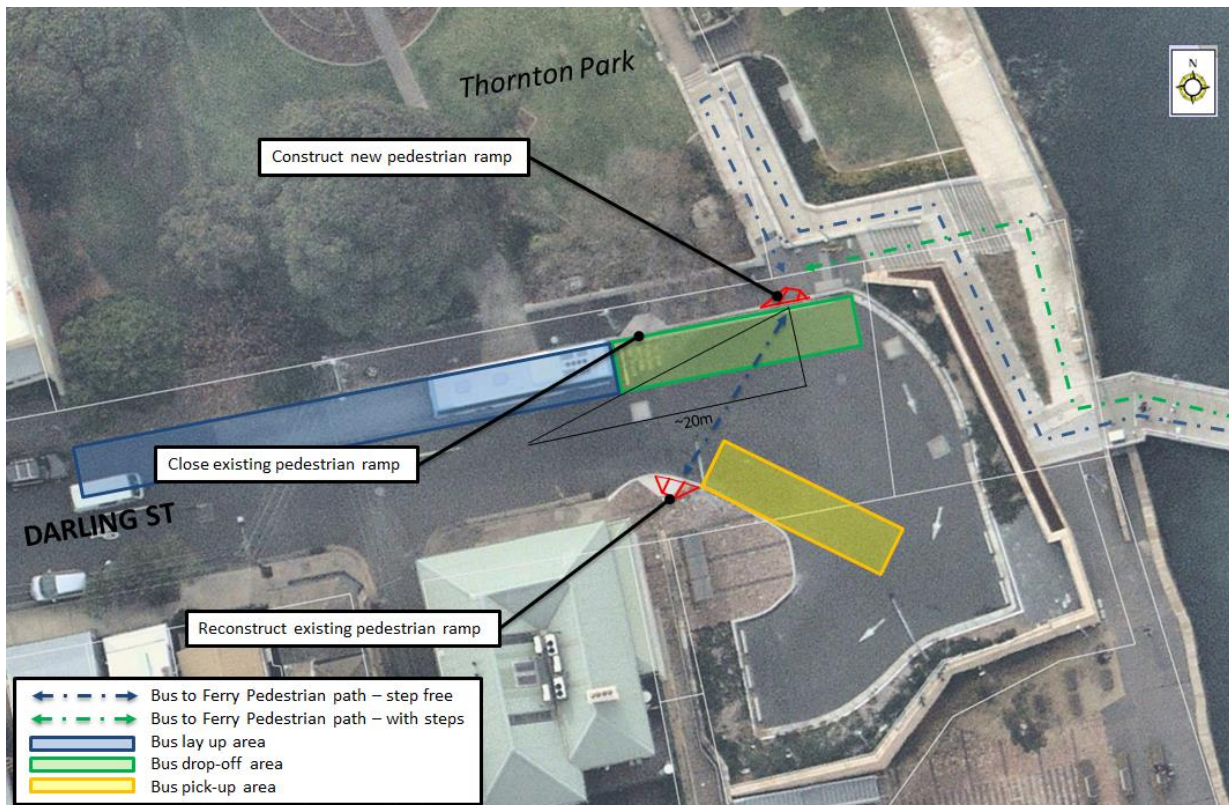 Thornton Park
N
Construct new pedestrian ramp
~20m
Close existing pedestrian ramp
DARLING ST
Reconstruct existing pedestrian ramp
Bus to Ferry Pedestrian path – step free
Bus to Ferry Pedestrian path – with steps
Bus lay up area
Bus drop-off area
Bus pick-up area